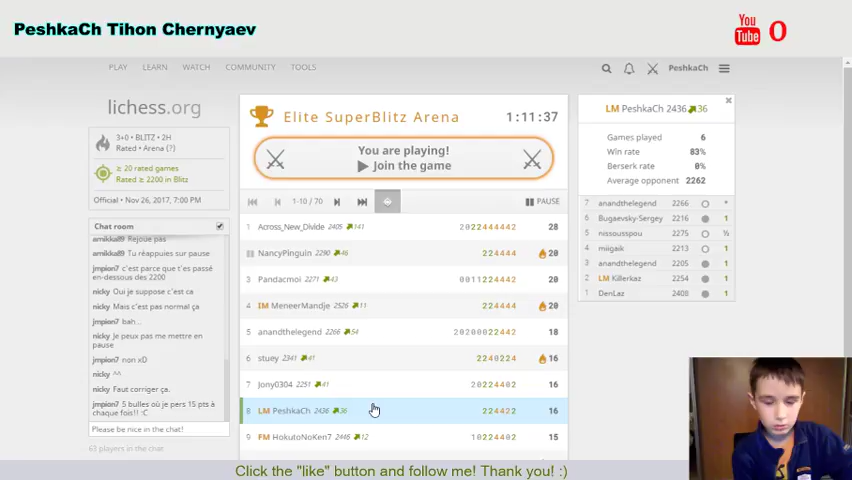 PeshkaCh Tihon Chernyaev
You
Tube
0
PLAY LEARN WATCH COMMUNITY TOOLS
PeshkaCh
lichess.org
3+0 • BLITZ • 2H
Rated • Arena (?)
≥ 20 rated games
Rated ≥ 2200 in Blitz
Official • Nov 26, 2017, 7:00 PM
Chat room
amikkall9 Rejoue pas
amikkall9 Tu réappuies sur pause
jmpion7 c'est parce que t'es passé
en-dessous des 2200
nicky Oui je suppose c'est ca
nicky Mais c'est pas normal ça
jmpion7 bah...
nicky Je peux pas me mettre en
pause
jmpion7 non xD
nicky ^^
nicky Faut corriger ça.
jmpion7 5 bulles où je pers 15 pts à
chaque fois!! :C
Please be nice in the chat!
63 players in the chat
Elite SuperBlitz Arena 1:11:37
You are playing!
Join the game
1-10 / 70
PAUSE
1 Across_New_Divide 2405 141 2022444442 28
NancyPinguin 2290 46 224444 20
3 Pandacmoi 2271 43 0011224442 20
4 IM MeneerMandje 2526 11 224444 20
5 anandthelegend 2266 54 20200022442 18
6 stuey 2341 41 2240224 16
7 Jony0304 2251 41 20224402 16
8 LM PeshkaCh 2436 36 224422 16
9 FM HokutoNoKen7 2446 12 10224402 15
LM PeshkaCh 2436 36
Games played 6
Win rate 83%
Berserk rate 0%
Average opponent 2262
7 anandthelegend 2266 *
6 Bugaevsky-Sergey 2216 1
5 nissouspou 2275 ½
4 miigaik 2213 1
3 anandthelegend 2205 1
2 LM Killerkaz 2254 1
1 DenLaz 2408 1
Click the "like" button and follow me! Thank you! :)